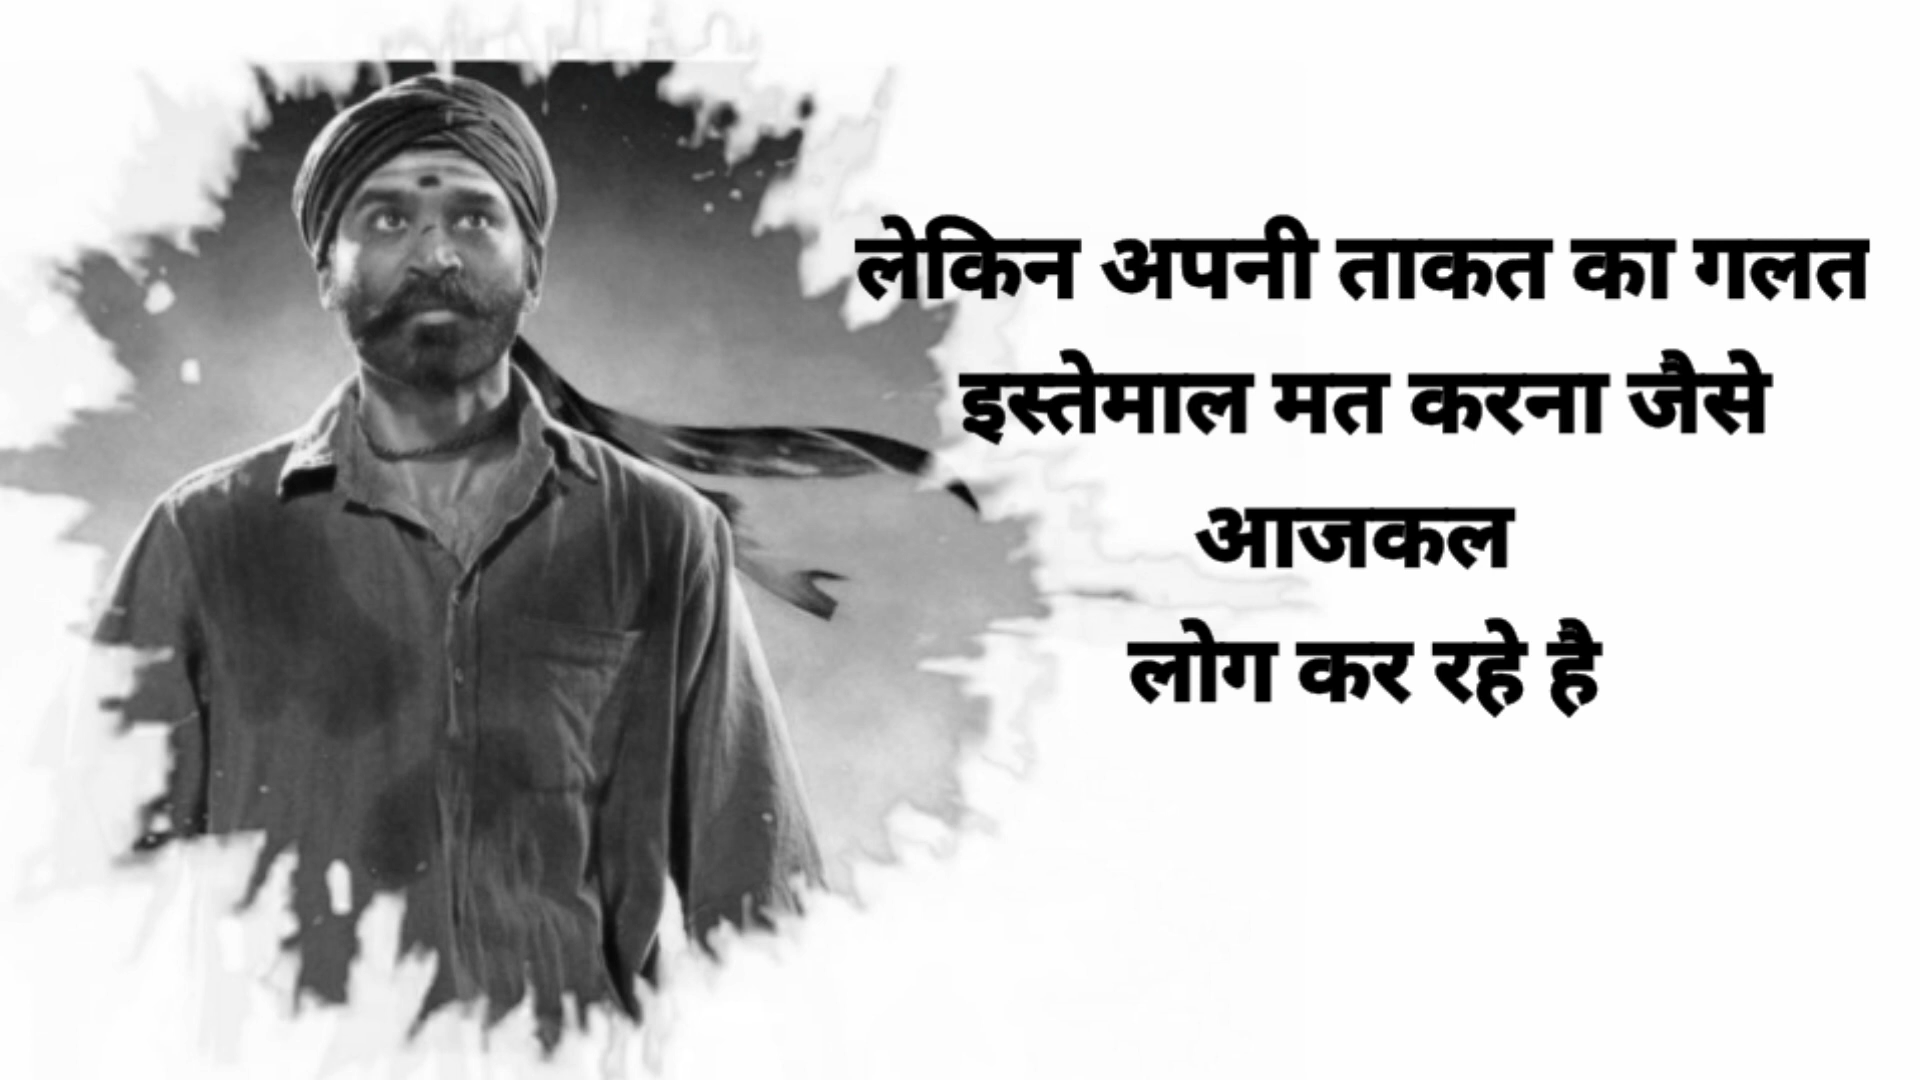 लेकिन अपनी ताकत का गलत
इस्तेमाल मत करना जैसे
आजकल
लोग कर रहे है